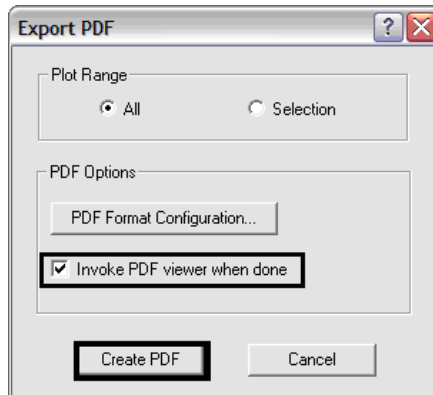 Export PDF
Plot Range
All Selection
PDF Options
PDF Format Configuration...
Invoke PDF viewer when done
Create PDF Cancel